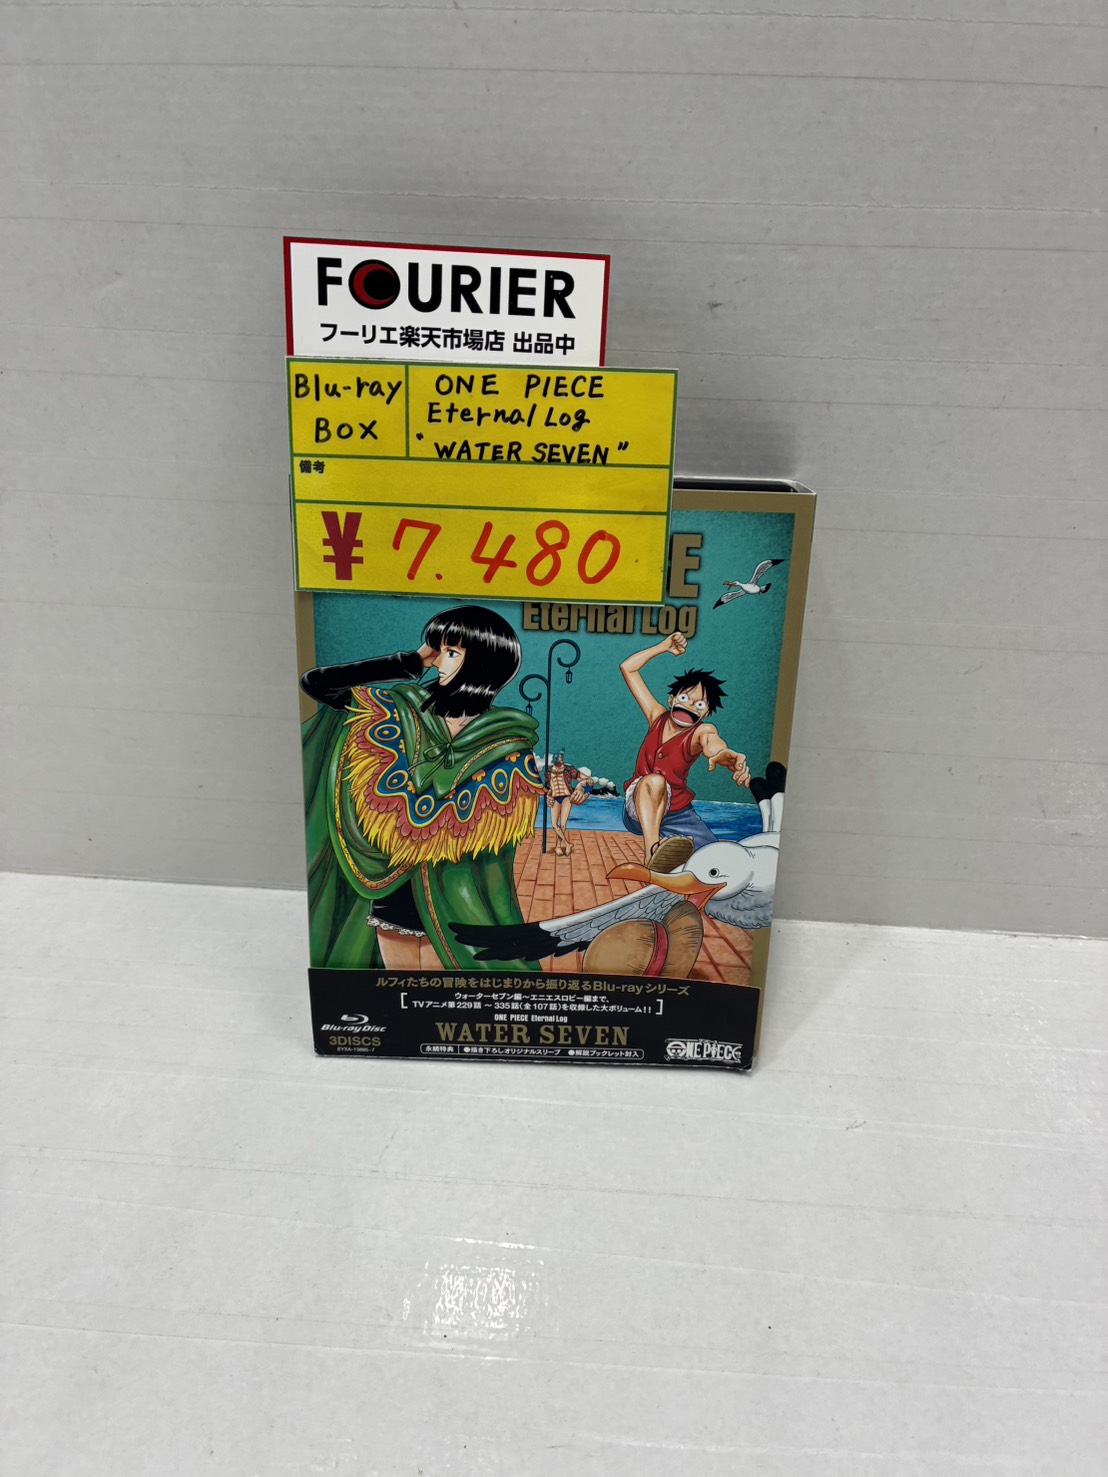 FOURIER
フーリエ楽天市場店 出品中
Blu-ray
BOX
ONE PIECE
Eternal Log
"WATER SEVEN"
備考
¥7.480
E
Eternal Log
ルフィたちの冒険をはじまりから振り返るBlu-rayシリーズ
ウォーターセブン編〜エニエスロビー編まで、
TVアニメ第229話 〜 335話(全107話)を収録した大ボリューム!!
ONE PIECE Eternal Log
WATER SEVEN
Blu-ray Disc
3DISCS
永続特典 ●描き下ろしオリジナルスリーブ ●解説ブックレット封入
ONE PIECE